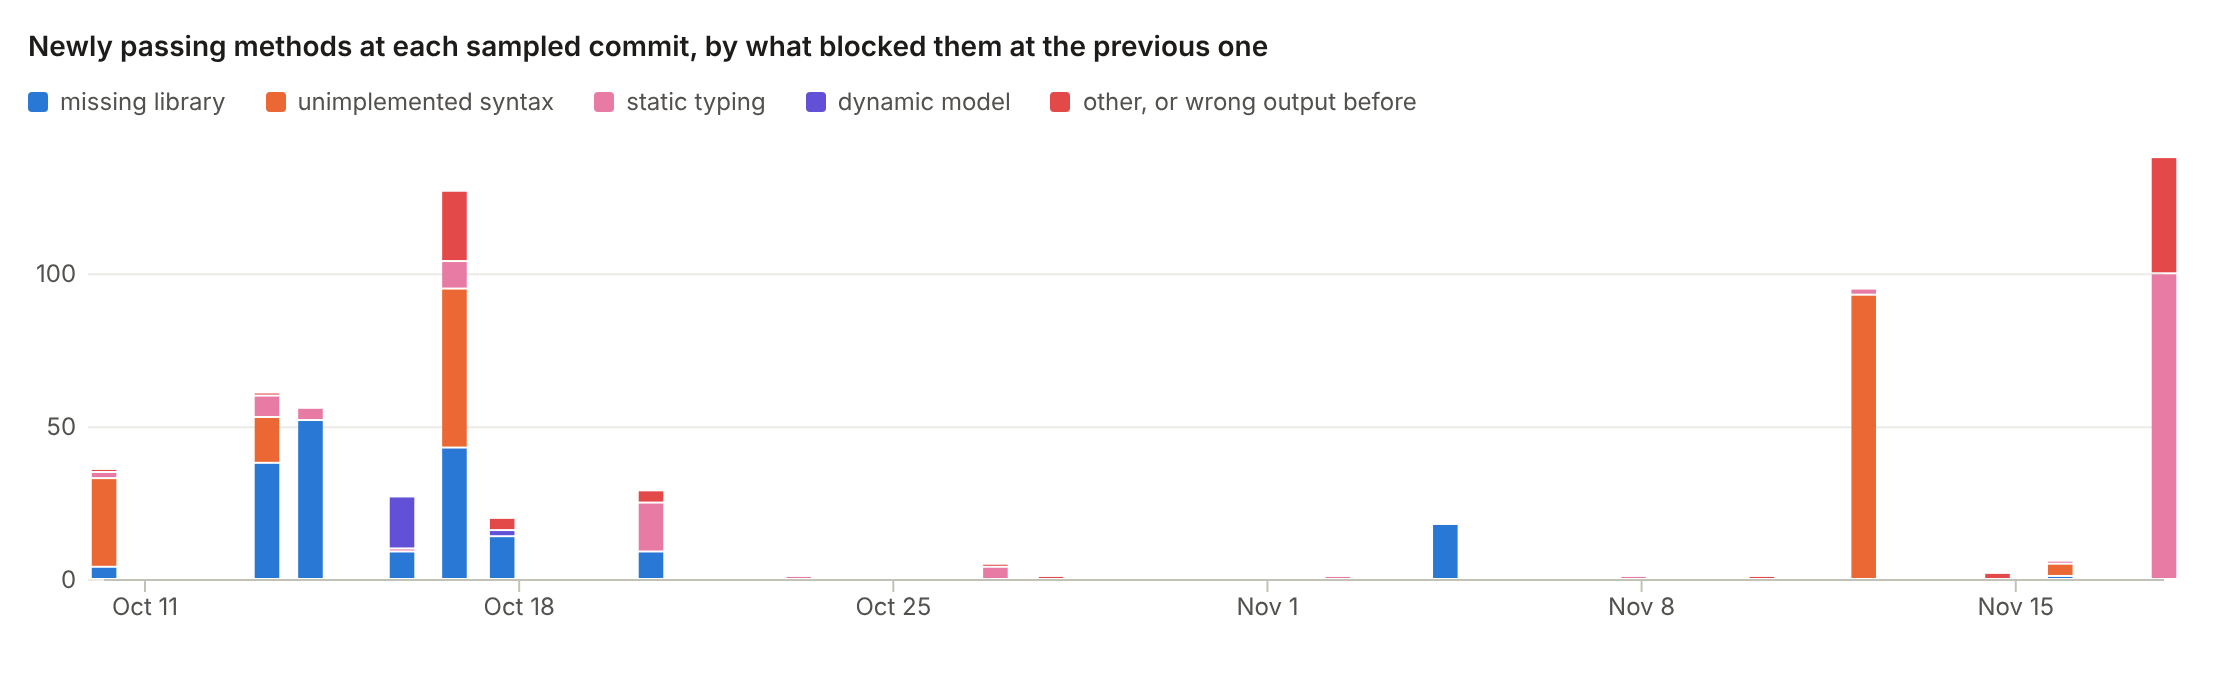 Newly passing methods at each sampled commit, by what blocked them at the previous one
missing library unimplemented syntax static typing dynamic model other, or wrong output before
100
50
0
Oct 11 Oct 18 Oct 25 Nov 1 Nov 8 Nov 15